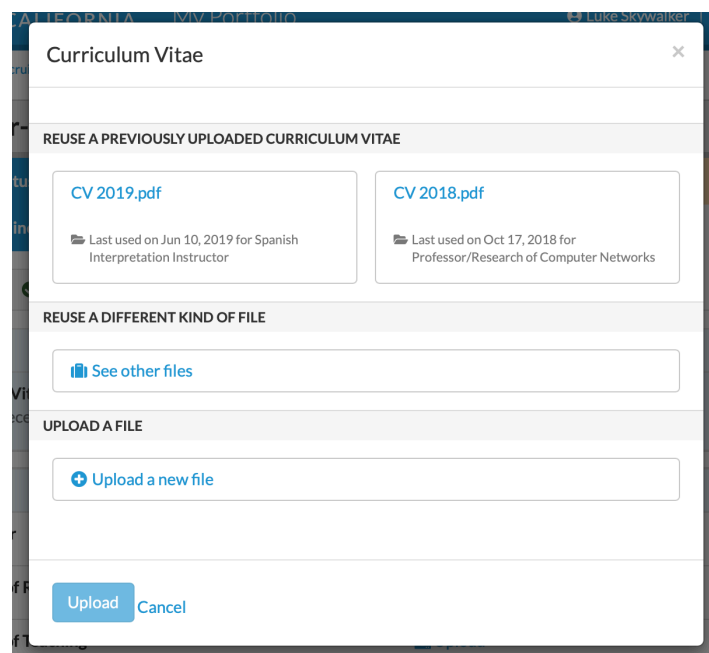 CALIFORNIA My Portfolio Luke Skywalker
Curriculum Vitae
×
REUSE A PREVIOUSLY UPLOADED CURRICULUM VITAE
CV 2019.pdf
Last used on Jun 10, 2019 for Spanish
Interpretation Instructor
CV 2018.pdf
Last used on Oct 17, 2018 for
Professor/Research of Computer Networks
REUSE A DIFFERENT KIND OF FILE
See other files
UPLOAD A FILE
Upload a new file
Upload Cancel